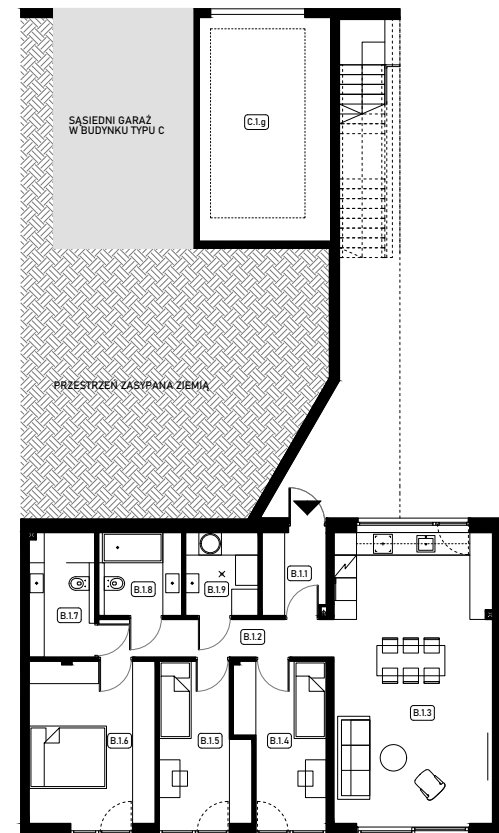 SĄSIEDNI GARAŻ
W BUDYNKU TYPU C
C.1.g
PRZESTRZEŃ ZASYPANA ZIEMIĄ
B.1.1
B.1.8
B.1.9
B.1.7
B.1.2
B.1.3
B.1.6
B.1.5
B.1.4